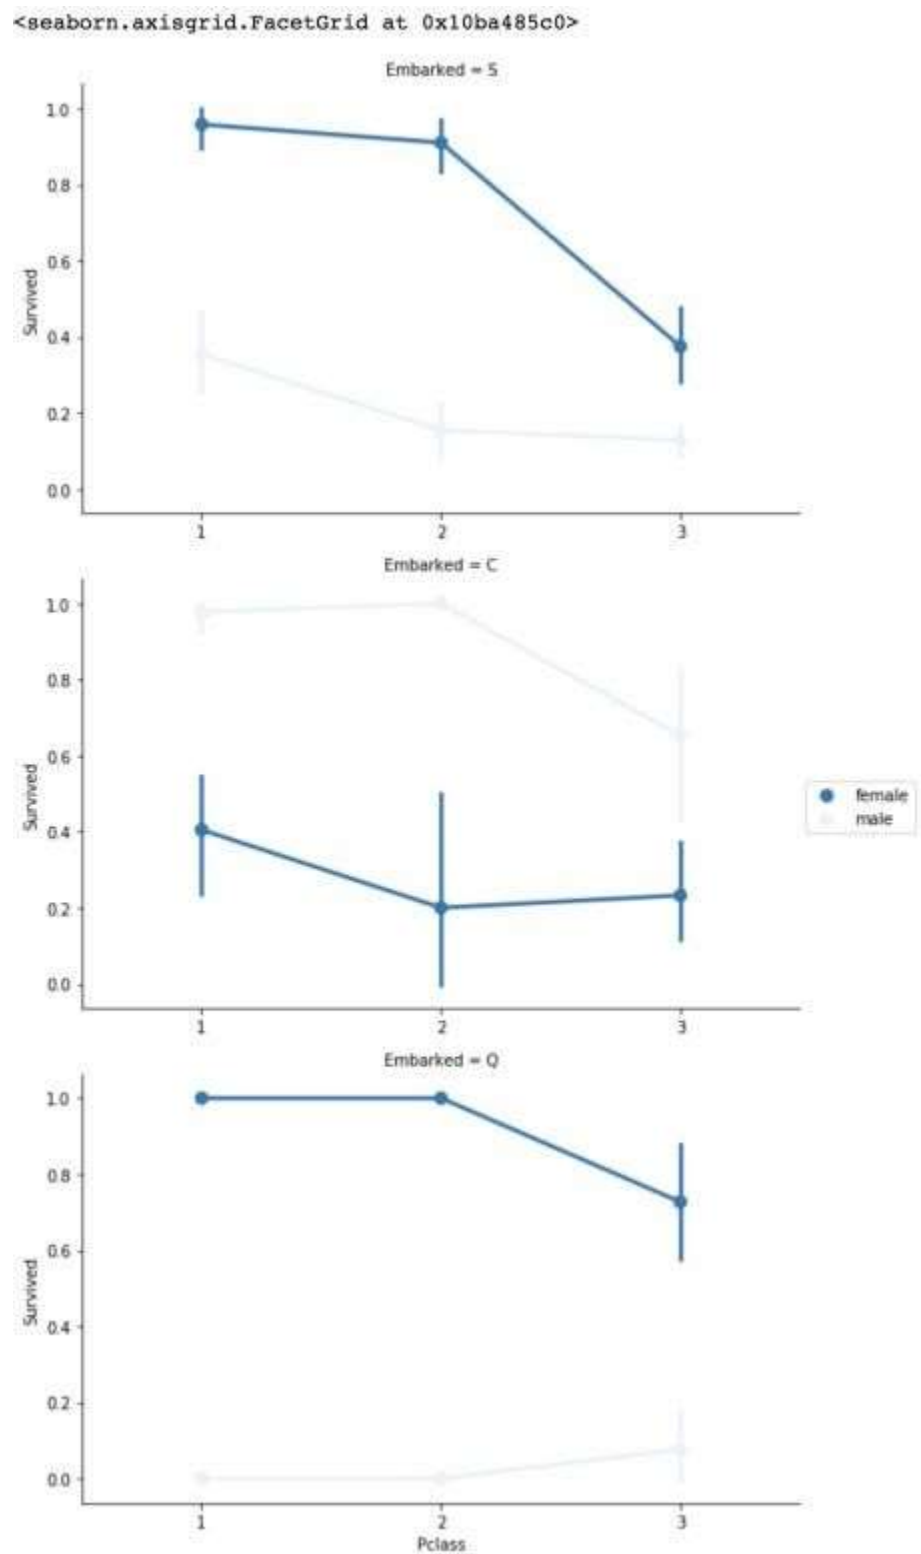 <seaborn.axisgrid.FacetGrid at 0x10ba485c0>
Embarked = S
1.0
0.8
0.6
0.4
0.2
0.0
Survived
1 2 3
Embarked = C
1.0
0.8
0.6
0.4
0.2
0.0
Survived
1 2 3
female
male
Embarked = Q
1.0
0.8
0.6
0.4
0.2
0.0
Survived
1 2 3
Pclass